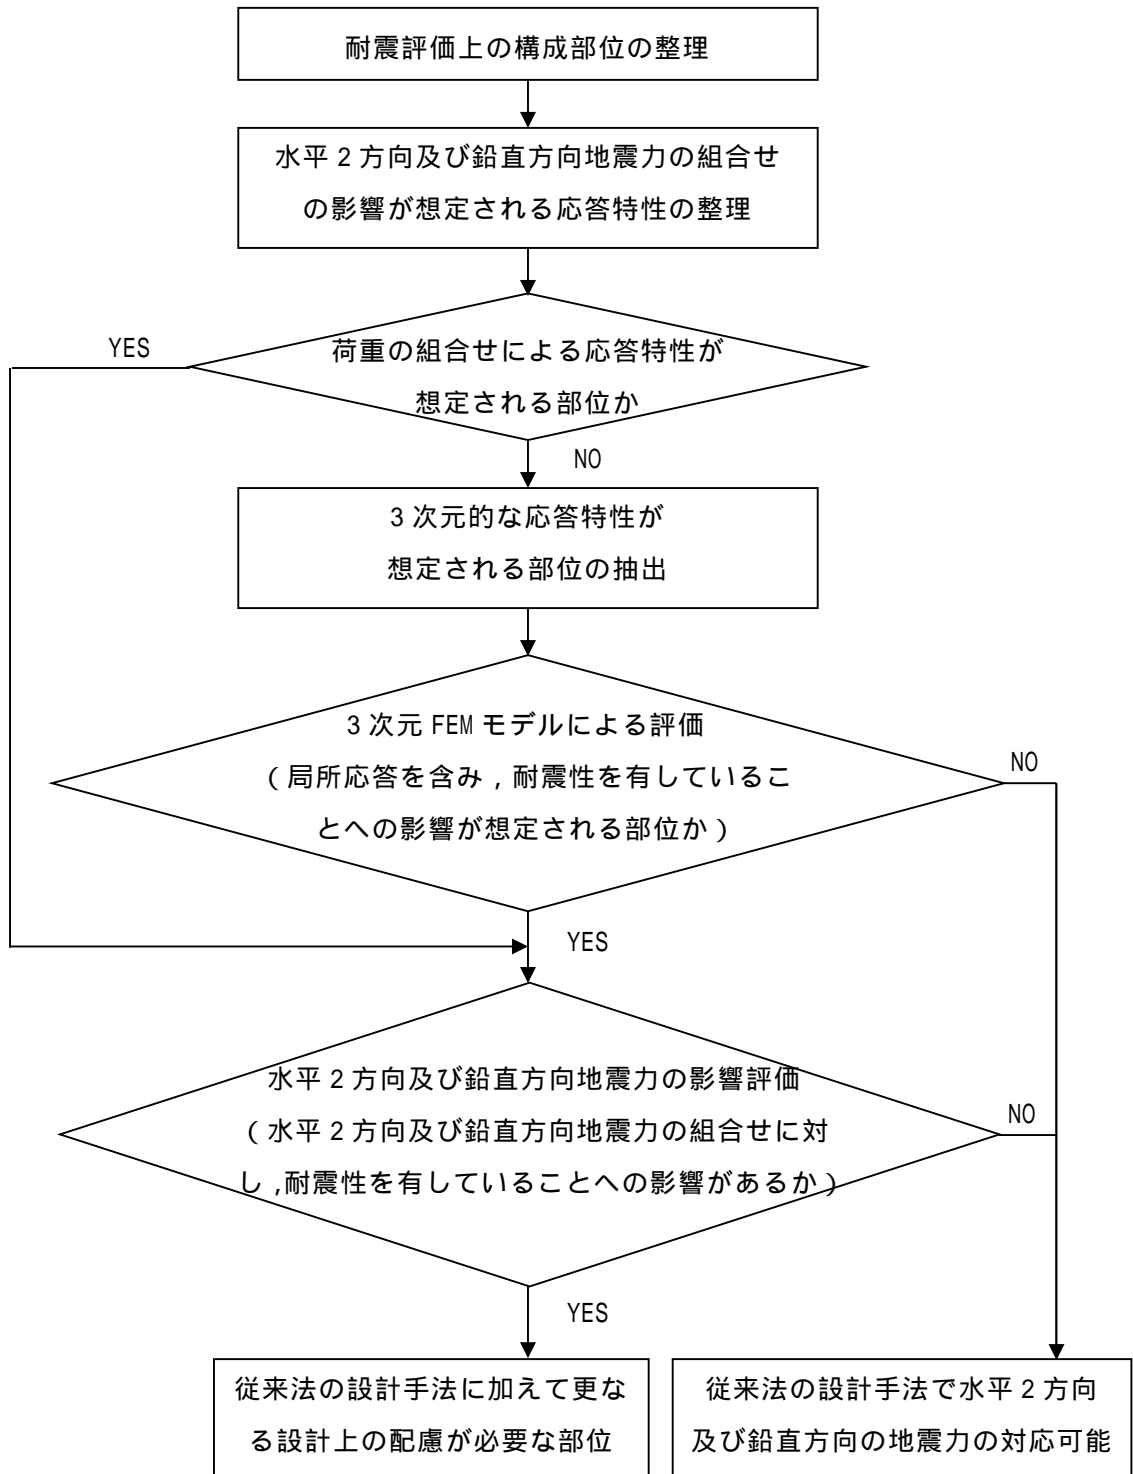 耐震評価上の構成部位の整理
水平2方向及び鉛直方向地震力の組合せ
の影響が想定される応答特性の整理
YES
荷重の組合せによる応答特性が
想定される部位か
NO
3次元的な応答特性が
想定される部位の抽出
3次元FEMモデルによる評価
(局所応答を含み,耐震性を有しているこ
とへの影響が想定される部位か)
NO
YES
水平2方向及び鉛直方向地震力の影響評価
(水平2方向及び鉛直方向地震力の組合せに対
し,耐震性を有していることへの影響があるか)
NO
YES
従来法の設計手法に加えて更な
る設計上の配慮が必要な部位
従来法の設計手法で水平2方向
及び鉛直方向の地震力の対応可能